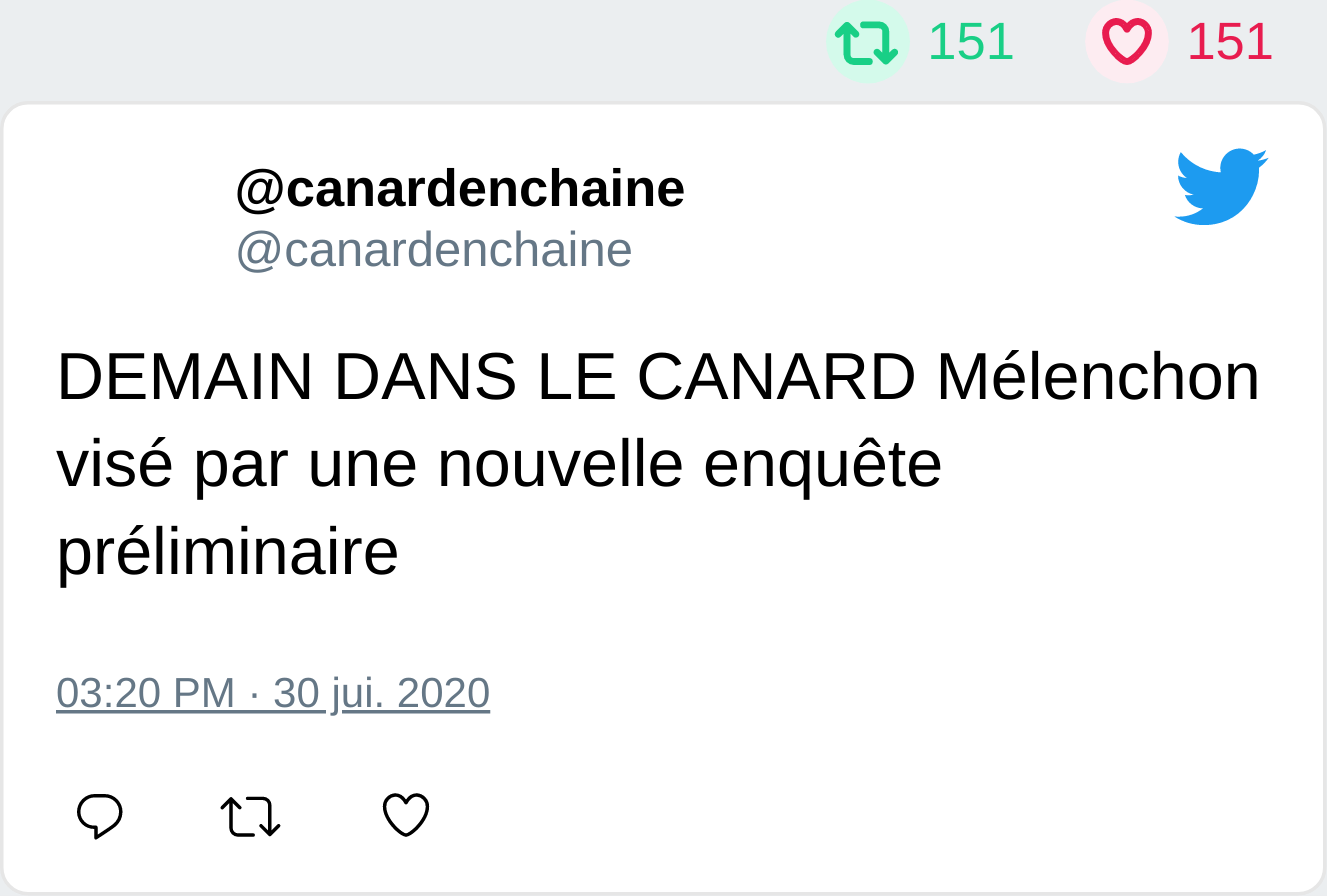 151 151
@canardenchaine
@canardenchaine
DEMAIN DANS LE CANARD Mélenchon
visé par une nouvelle enquête
préliminaire
03:20 PM · 30 jui. 2020